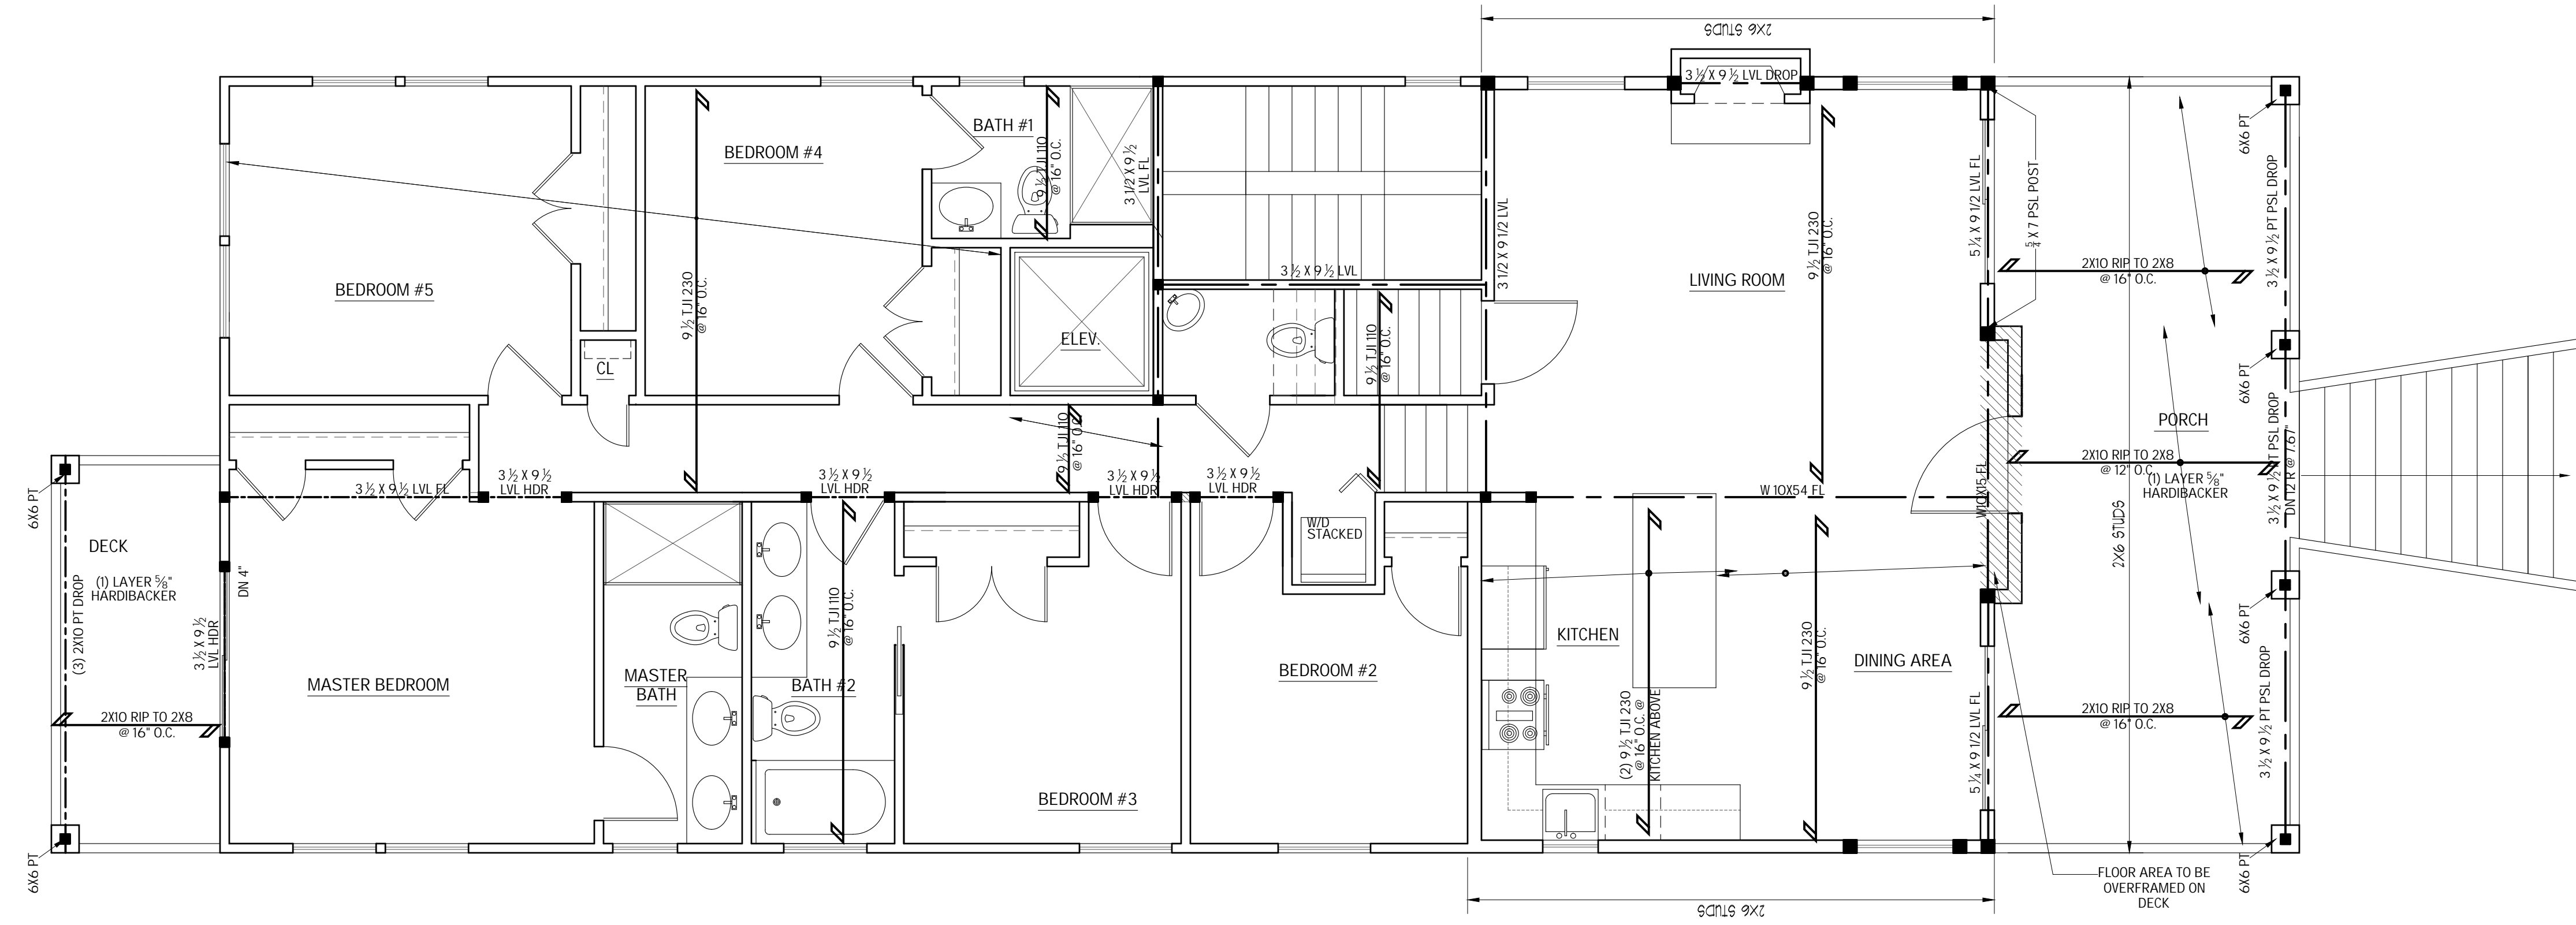 2X6 STUDS
3 ½ X 9 ½ LVL DROP
BATH #1
BEDROOM #4
9 ½ TJI 110
@ 16" O.C.
3 1/2 X 9 ½
LVL FL
6X6 PT
5 ¼ X 9 1/2 LVL FL
5 ¼ X 7 PSL POST
3 ½ X 9 ½ PT PSL DROP
3 1/2 X 9 1/2 LVL
9 ½ TJI 230
@ 16" O.C.
2X10 RIP TO 2X8
@ 16" O.C.
3 ½ X 9 ½ LVL
LIVING ROOM
BEDROOM #5
9 ½ TJI 230
@ 16" O.C.
ELEV.
9 ½ TJI 110
@ 16" O.C.
CL
6X6 PT
PORCH
9 ½ TJI 110
@ 16" O.C.
3 ½ X 9 ½ PT PSL DROP
DN 12 R @ 7.67"
2X10 RIP TO 2X8
@ 12" O.C.
(1) LAYER ⅝"
HARDIBACKER
6X6 PT
3 ½ X 9 ½ LVL FL
3 ½ X 9 ½
LVL HDR
3 ½ X 9 ½
LVL HDR
3 ½ X 9 ½
LVL HDR
3 ½ X 9 ½
LVL HDR
W 10X54 FL
W10X15 FL
2X6 STUDS
W/D
STACKED
DECK
(1) LAYER ⅝"
HARDIBACKER
DN 4"
(3) 2X10 PT DROP
3 ½ X 9 ½
LVL HDR
9 ½ TJI 110
@ 16" O.C.
KITCHEN
6X6 PT
DINING AREA
9 ½ TJI 230
@ 16" O.C.
BEDROOM #2
MASTER
BATH
MASTER BEDROOM
BATH #2
2X10 RIP TO 2X8
@ 16" O.C.
(2) 9 ½ TJI 230
@ 16" O.C. @
KITCHEN ABOVE
5 ¼ X 9 1/2 LVL FL
2X10 RIP TO 2X8
@ 16" O.C.
3 ½ X 9 ½ PT PSL DROP
BEDROOM #3
6X6 PT
6X6 PT
FLOOR AREA TO BE
OVERFRAMED ON
DECK
2X6 STUDS